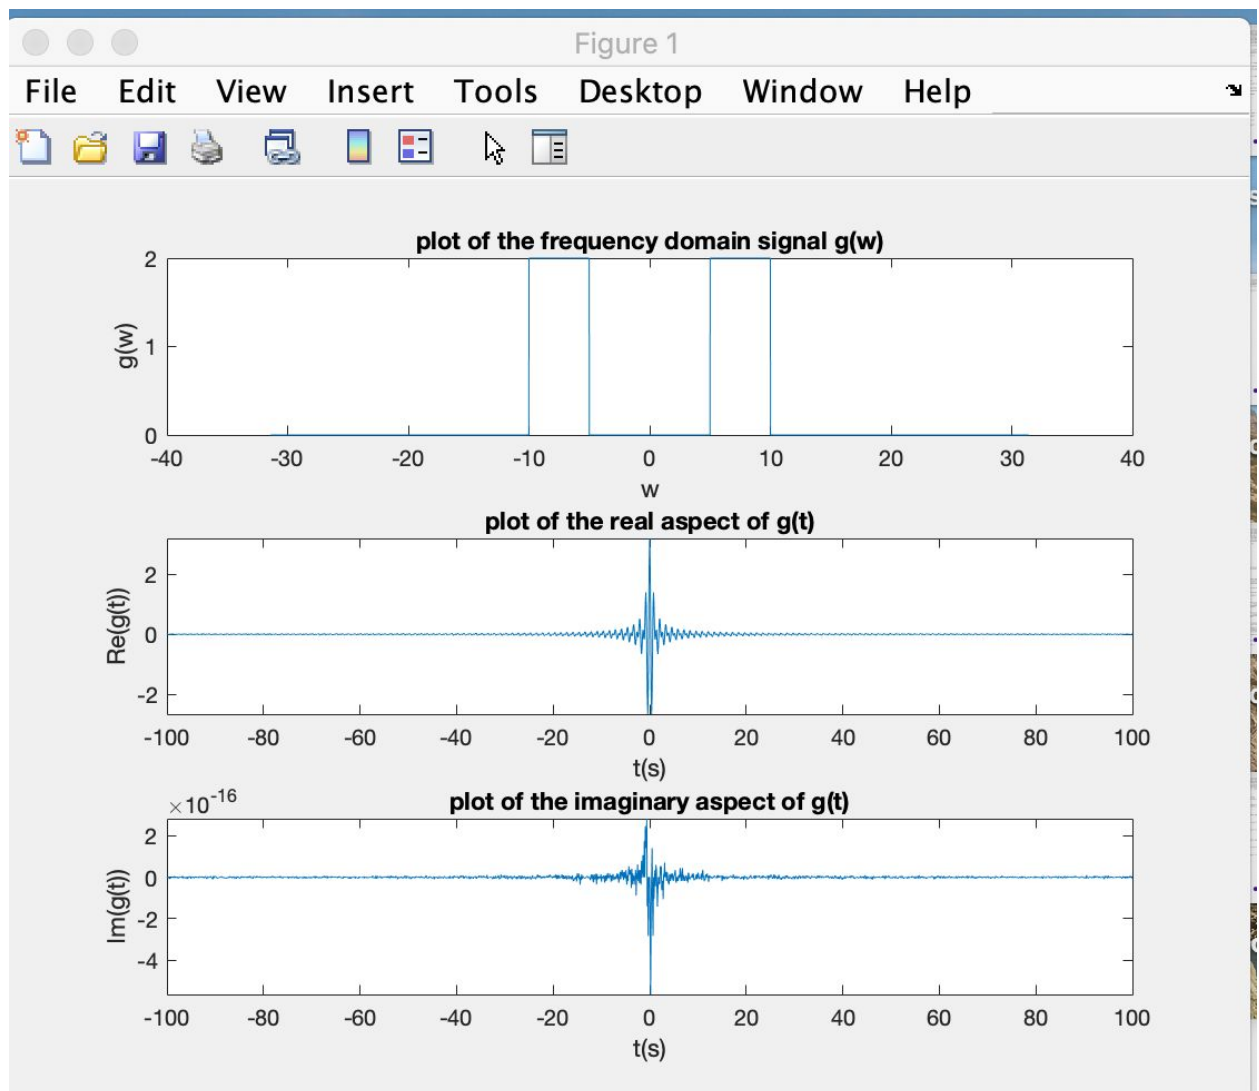 Figure 1
File Edit View Insert Tools Desktop Window Help
plot of the frequency domain signal g(w)
2
1
0
g(w)
-40 -30 -20 -10 0 10 20 30 40
w
plot of the real aspect of g(t)
2
0
-2
Re(g(t))
-100 -80 -60 -40 -20 0 20 40 60 80 100
t(s)
×10-16
plot of the imaginary aspect of g(t)
2
0
-2
-4
Im(g(t))
-100 -80 -60 -40 -20 0 20 40 60 80 100
t(s)